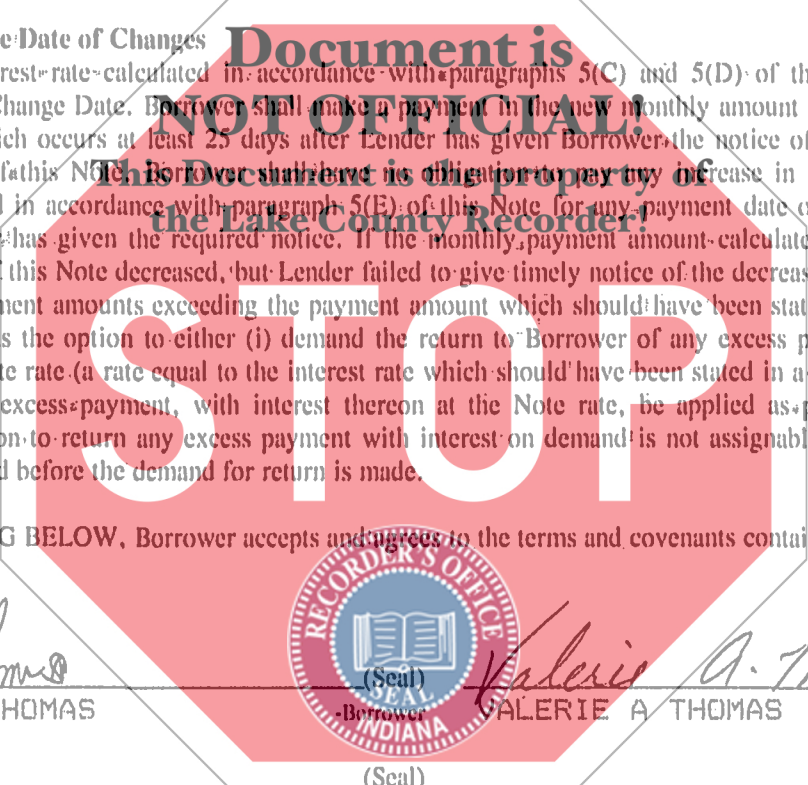 e Date of Changes
Document is
rest rate calculated in accordance with paragraphs 5(C) and 5(D) of th
Change Date. Borrower shall make a payment in the new monthly amount
NOT OFFICIAL!
ich occurs at least 25 days after Lender has given Borrower the notice of
f this Note. Borrower shall have no obligation to pay any increase in
This Document is the property of
d in accordance with paragraph 5(E) of this Note for any payment date o
the Lake County Recorder!
has given the required notice. If the monthly payment amount calculate
this Note decreased, but Lender failed to give timely notice of the decreas
ment amounts exceeding the payment amount which should have been stat
s the option to either (i) demand the return to Borrower of any excess p
te rate (a rate equal to the interest rate which should have been stated in a
excess payment, with interest thereon at the Note rate, be applied as p
on to return any excess payment with interest on demand is not assignabl
d before the demand for return is made.
STOP
G BELOW, Borrower accepts and agrees to the terms and covenants contai
RECORDER'S OFFICE
SEAL
INDIANA
(Seal)
Valerie A. T
HOMAS
-Borrower
VALERIE A THOMAS
(Seal)